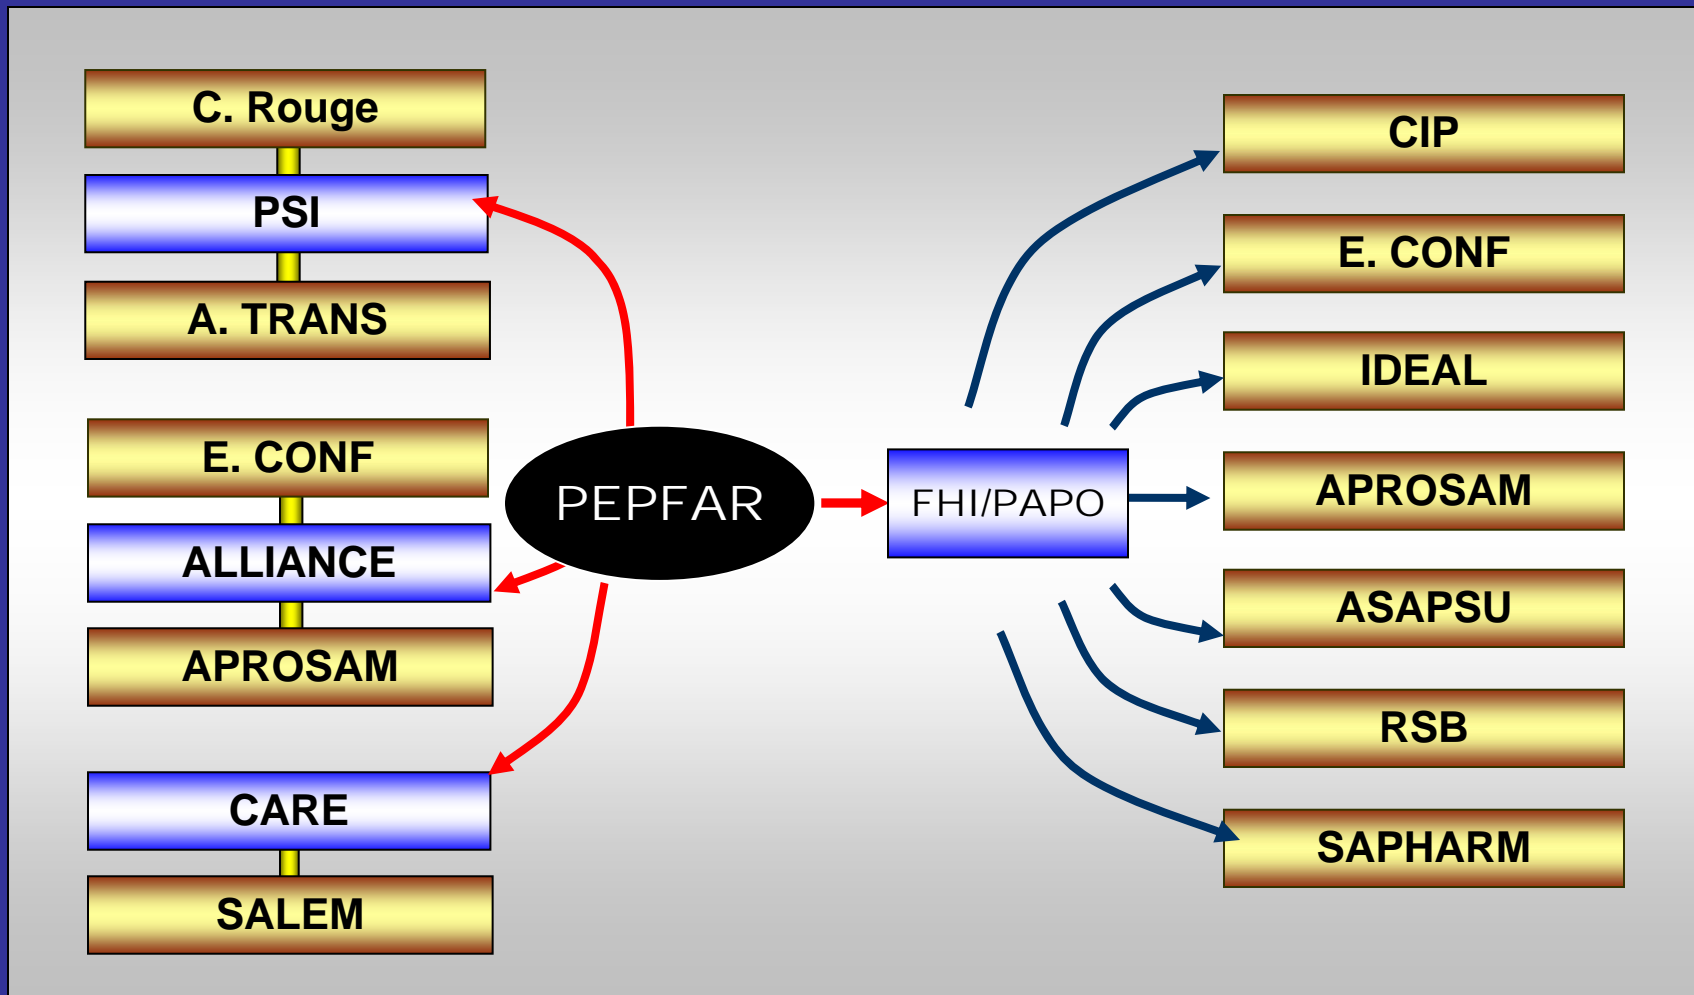 C. Rouge
PSI
A. TRANS
E. CONF
ALLIANCE
APROSAM
CARE
SALEM
PEPFAR
FHI/PAPO
CIP
E. CONF
IDEAL
APROSAM
ASAPSU
RSB
SAPHARM